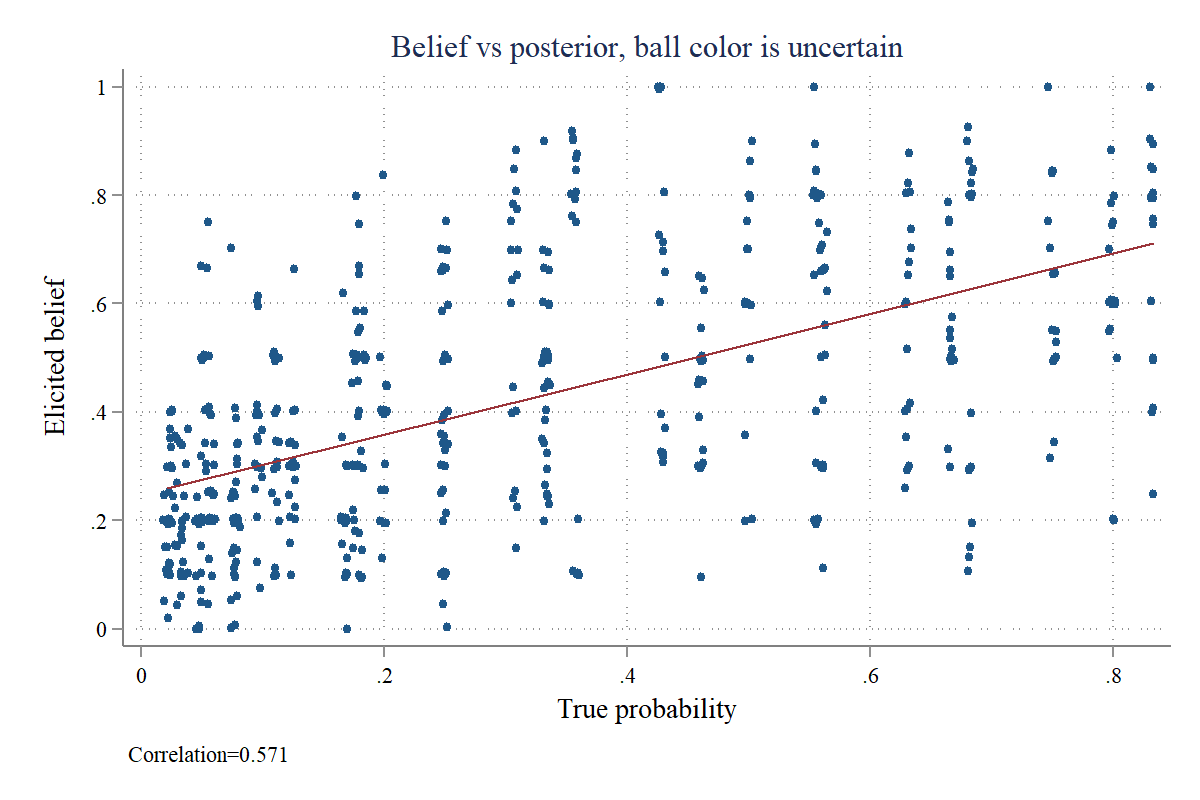 Belief vs posterior, ball color is uncertain
Elicited belief
1
.8
.6
.4
.2
0
0 .2 .4 .6 .8
True probability
Correlation=0.571